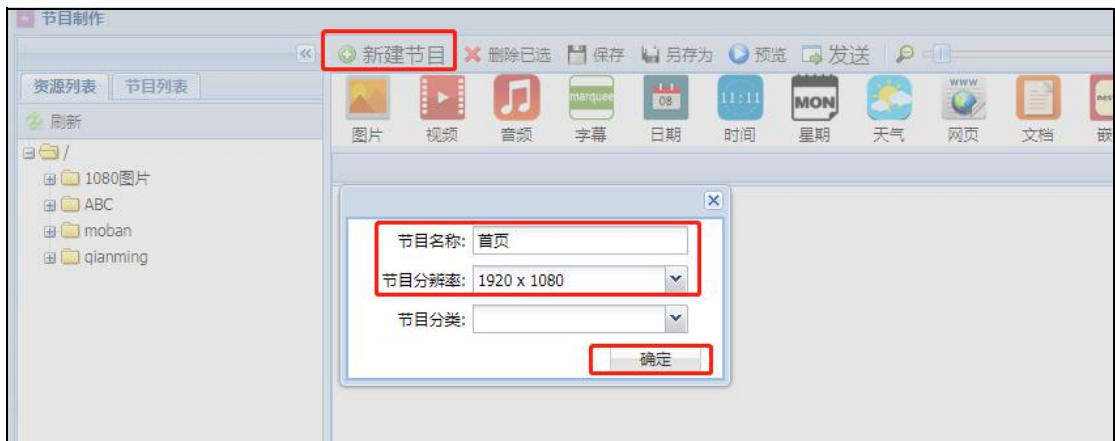 节目制作
新建节目 删除已选 保存 另存为 预览 发送
资源列表 节目列表
刷新
/
1080图片
ABC
moban
qianming
marquee 08 11:11 MON WWW
图片 视频 音频 字幕 日期 时间 星期 天气 网页 文档 嵌
节目名称: 首页
节目分辨率: 1920 x 1080
节目分类:
确定